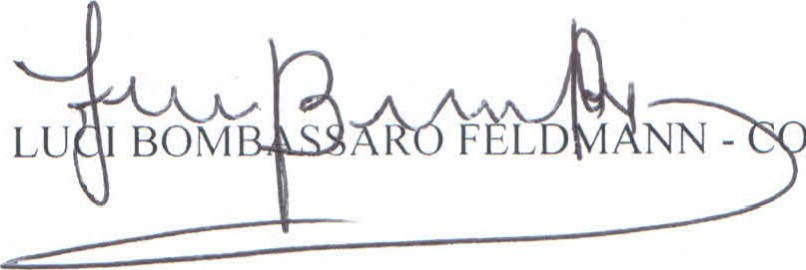 LUCI BOMBASSARO FELDMANN - CO